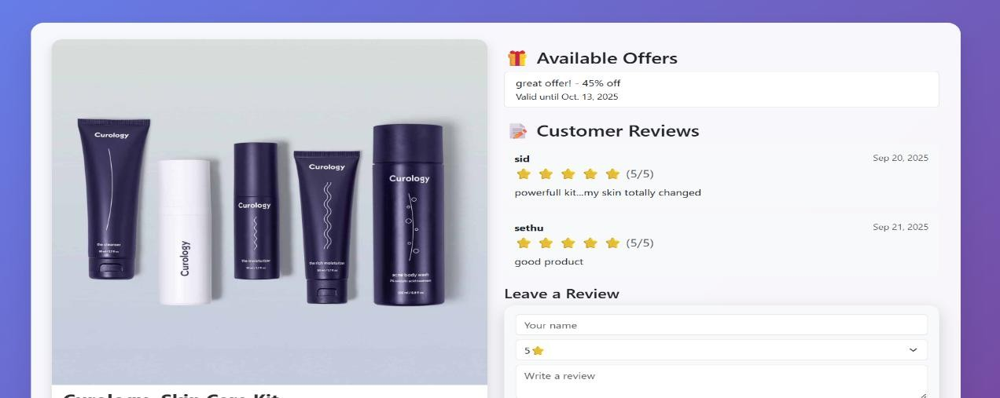 Curology
the cleanser
Curology
Curology
the moisturizer
Curology
the rich moisturizer
Curology
acne body wash
Curology Skin Care Kit
Available Offers
great offer! - 45% off
Valid until Oct. 13, 2025
Customer Reviews
sid
Sep 20, 2025
(5/5)
powerfull kit...my skin totally changed
sethu
Sep 21, 2025
(5/5)
good product
Leave a Review
Your name
5
Write a review